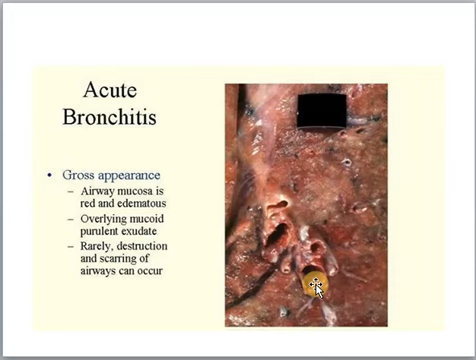 Acute
Bronchitis
• Gross appearance
– Airway mucosa is
red and edematous
– Overlying mucoid
purulent exudate
– Rarely, destruction
and scarring of
airways can occur